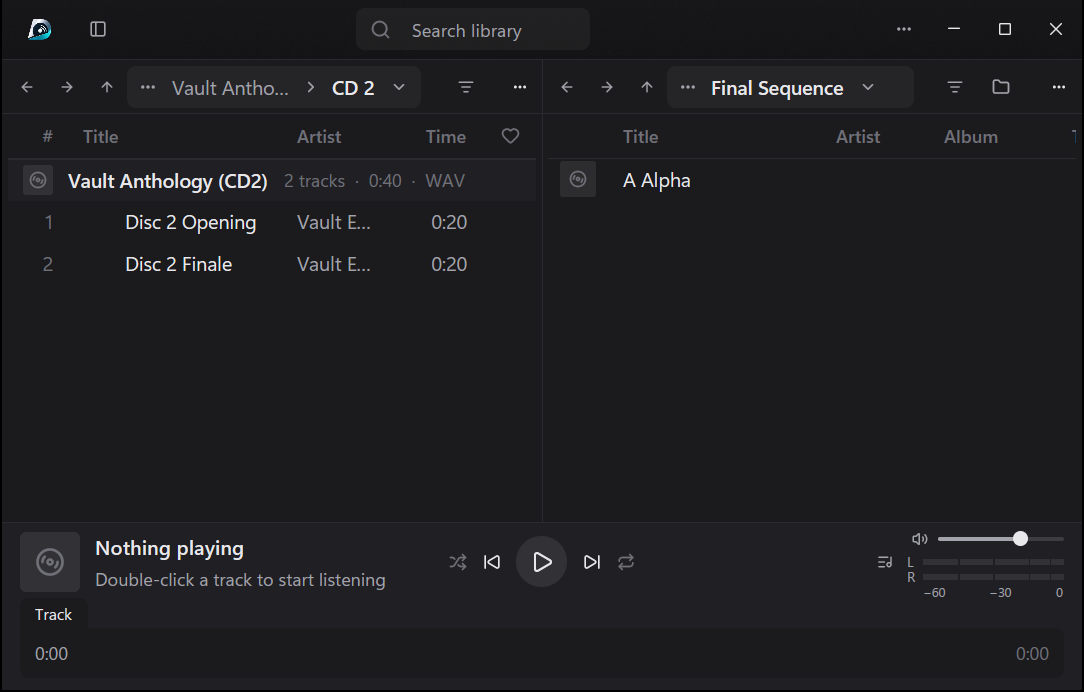 Search library
Vault Antho... > CD 2
Final Sequence
# Title Artist Time
Title Artist Album
Vault Anthology (CD2) 2 tracks · 0:40 · WAV
A Alpha
1 Disc 2 Opening Vault E... 0:20
2 Disc 2 Finale Vault E... 0:20
Nothing playing
Double-click a track to start listening
L
R
−60 −30 0
Track
0:00 0:00